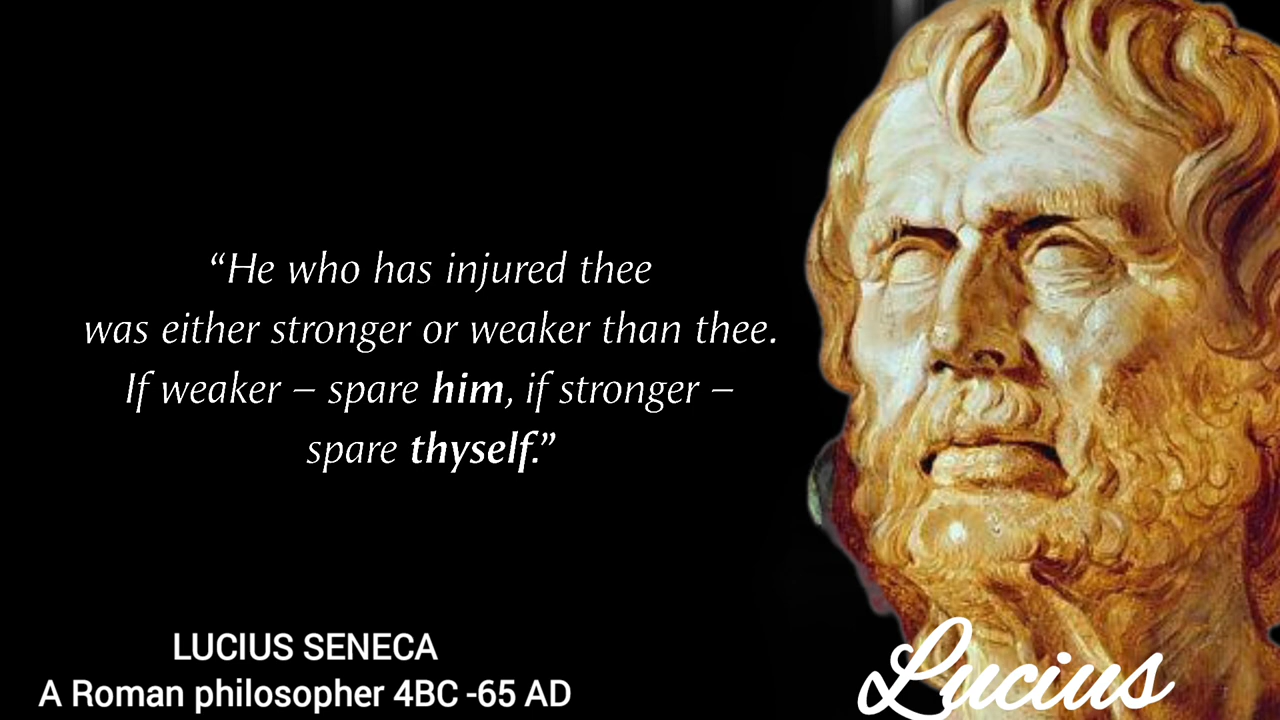 “He who has injured thee
was either stronger or weaker than thee.
If weaker – spare him, if stronger –
spare thyself.”
LUCIUS SENECA
A Roman philosopher 4BC -65 AD
Lucius